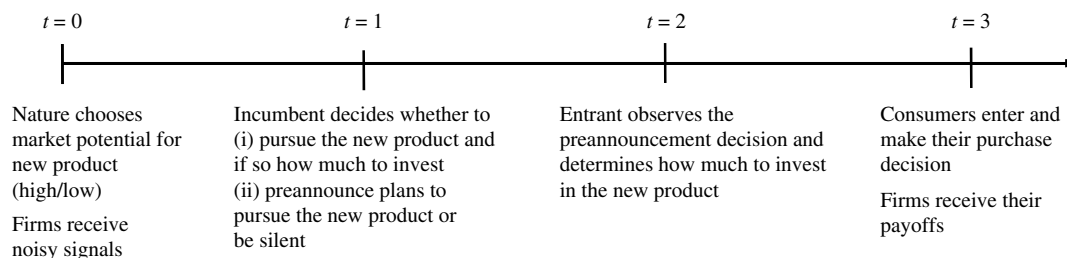 t = 0
t = 1
t = 2
t = 3
Nature chooses
market potential for
new product
(high/low)
Firms receive
noisy signals
Incumbent decides whether to
(i) pursue the new product and
if so how much to invest
(ii) preannounce plans to
pursue the new product or
be silent
Entrant observes the
preannouncement decision and
determines how much to invest
in the new product
Consumers enter and
make their purchase
decision
Firms receive their
payoffs